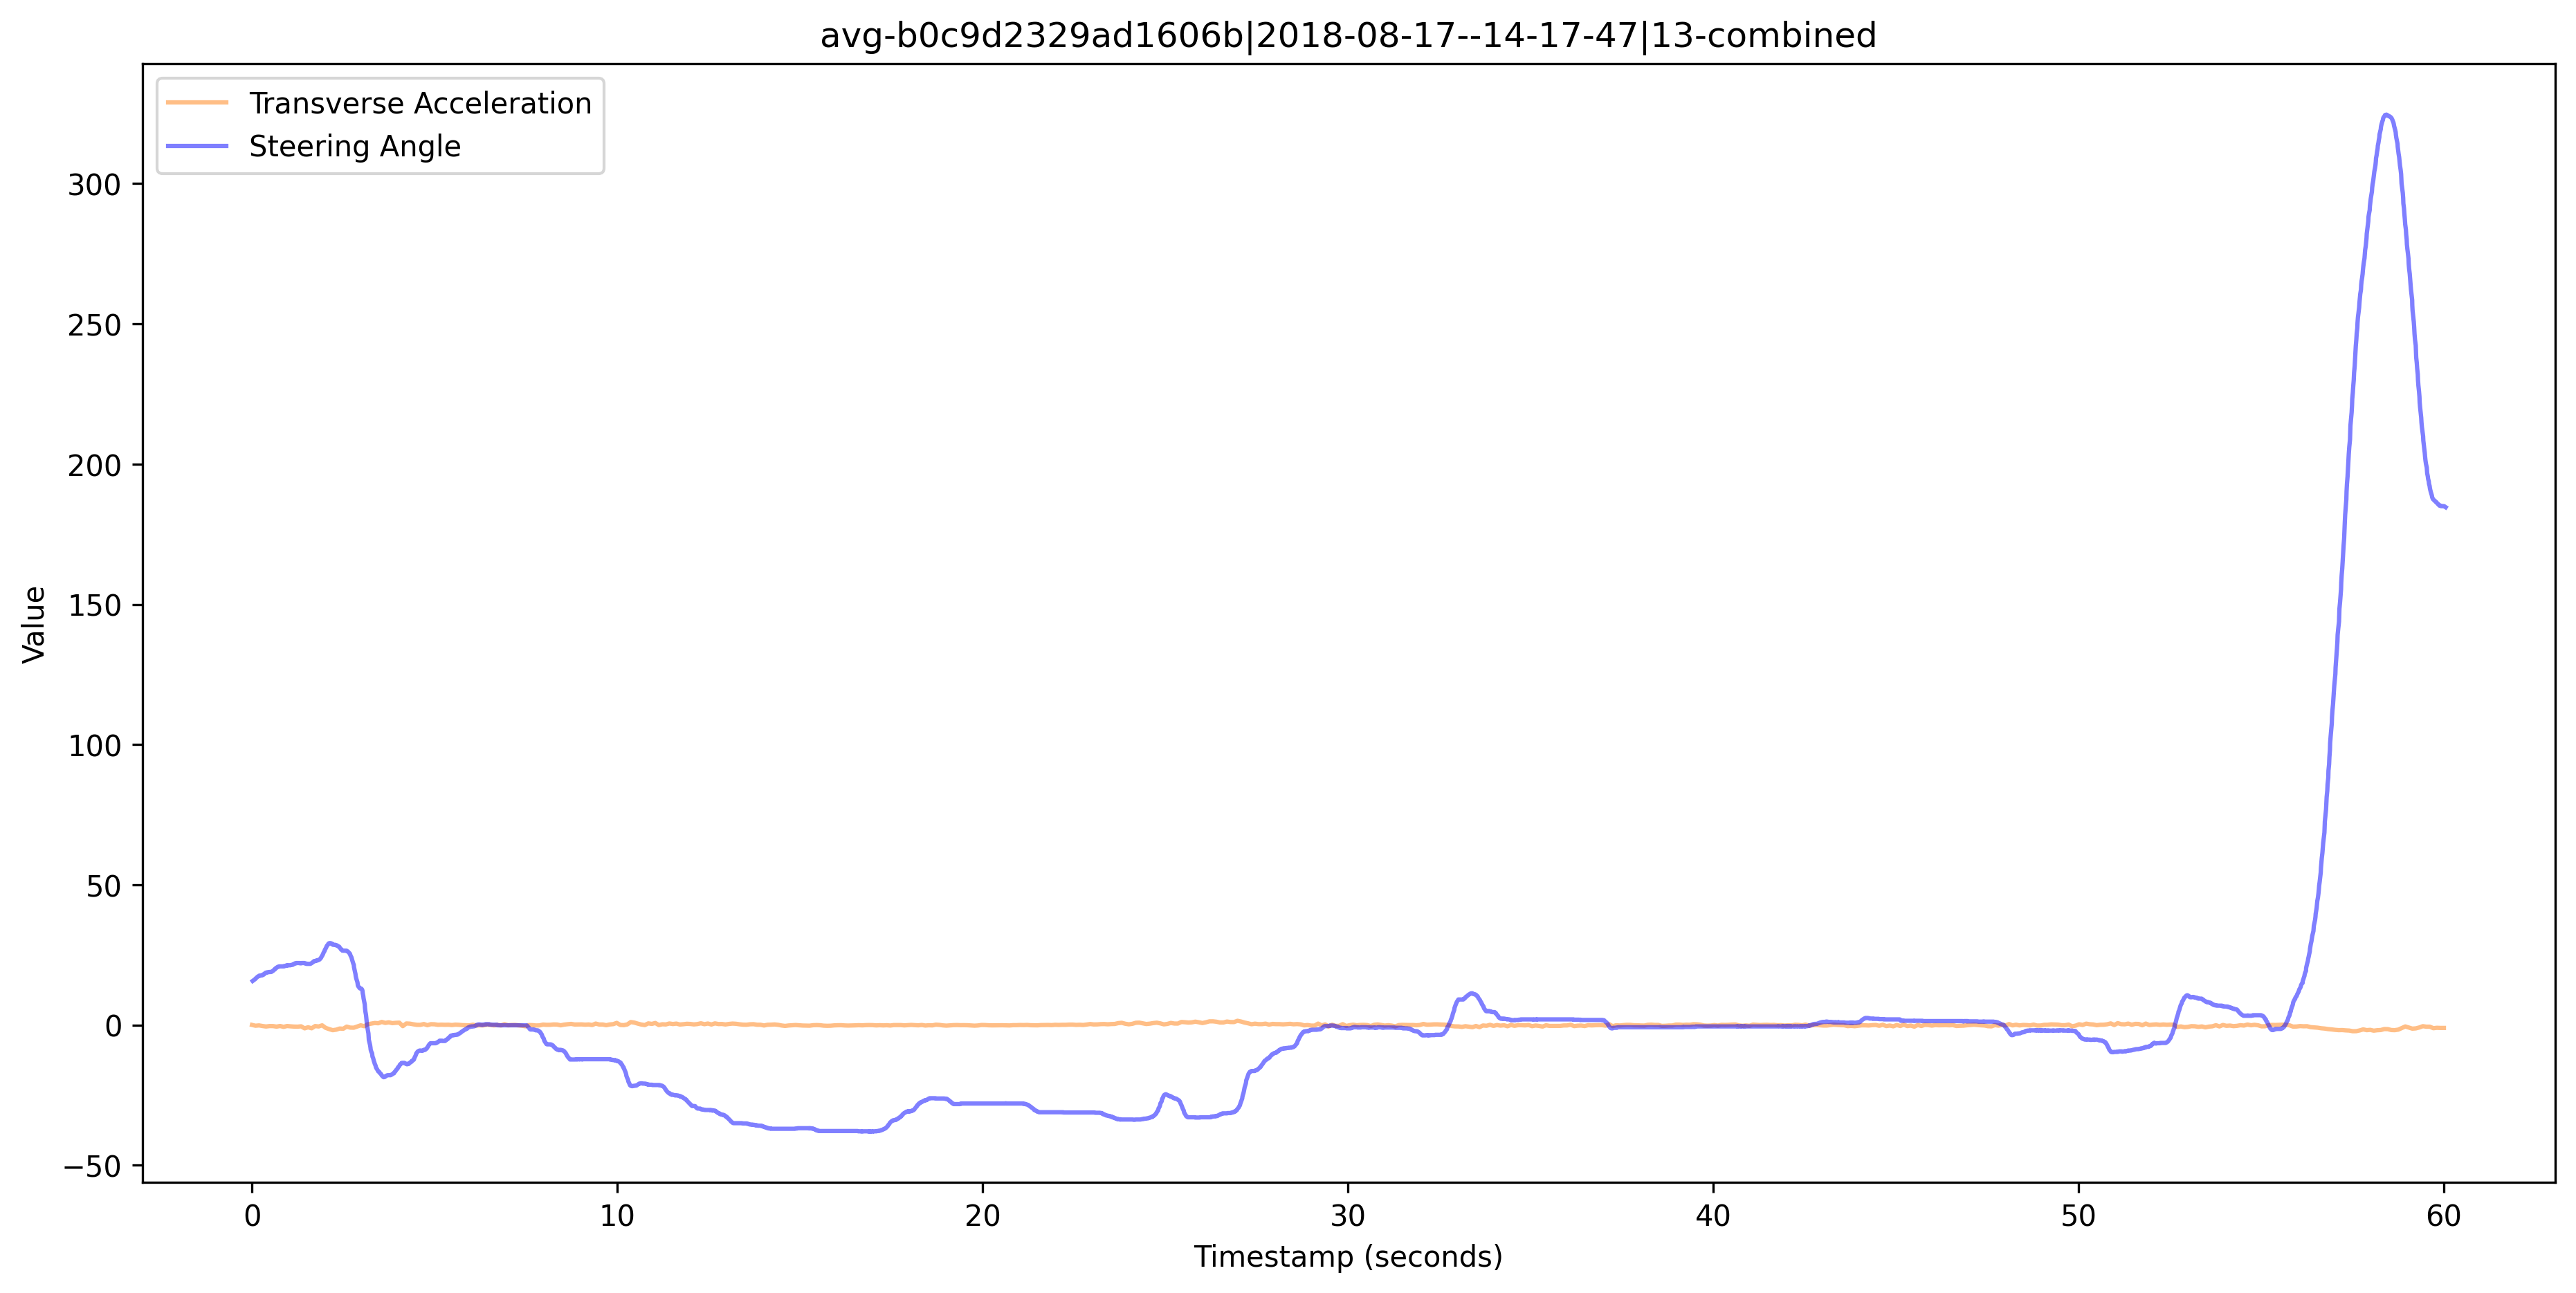 avg-b0c9d2329ad1606b|2018-08-17--14-17-47|13-combined
Transverse Acceleration
Steering Angle
300
250
200
150
100
50
0
−50
Value
0 10 20 30 40 50 60
Timestamp (seconds)